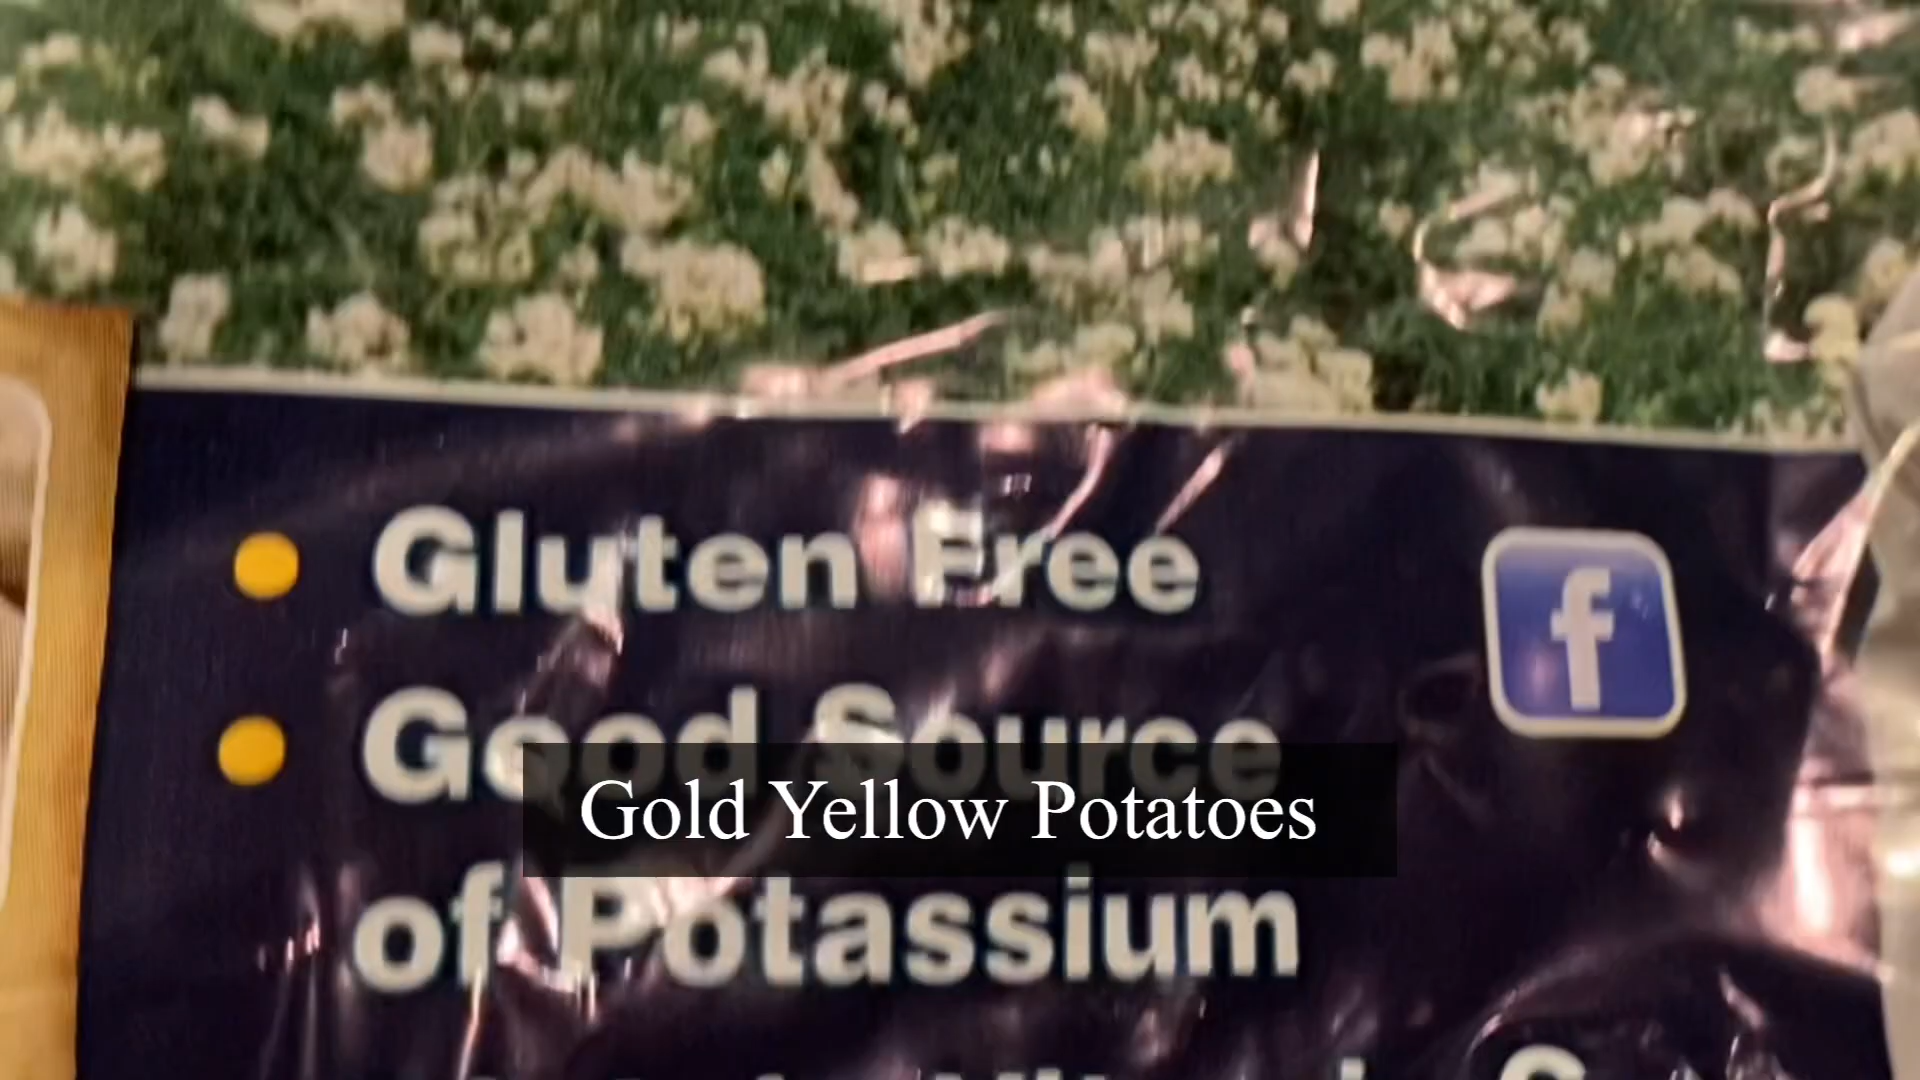 Gluten Free
f
Good Source
Gold Yellow Potatoes
of Potassium